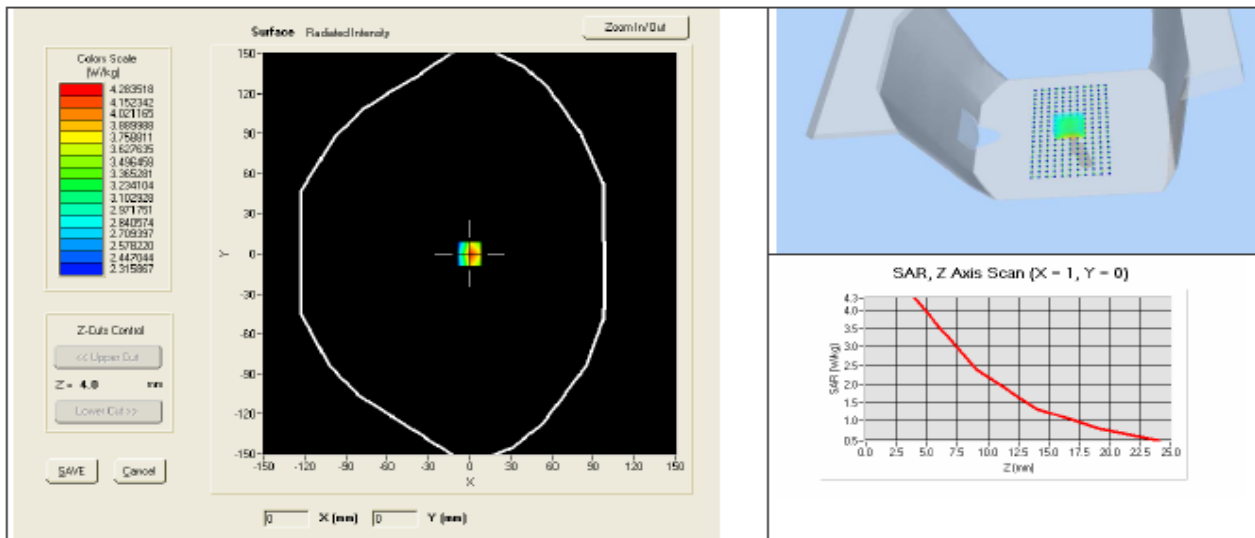 Surface Radiated Intensity
Zoom In/Out
Colors Scale
[W/kg]
4.283518
4.152342
4.021165
3.889988
3.758811
3.627635
3.496458
3.365281
3.234104
3.102928
2.971751
2.840574
2.709397
2.578220
2.447044
2.315867
Z-Cuts Control
<< Upper Cut
Z = 4.0 mm
Lower Cut >>
SAVE Cancel
150
120
90
60
30
0
-30
-60
-90
-120
-150
Y
-150 -120 -90 -60 -30 0 30 60 90 120 150
X
0 X (mm) 0 Y (mm)
SAR, Z Axis Scan (X = 1, Y = 0)
4.3
4.0
3.5
3.0
2.5
2.0
1.5
1.0
0.5
SAR [W/kg]
0.0 2.5 5.0 7.5 10.0 12.5 15.0 17.5 20.0 22.5 25.0
Z (mm)